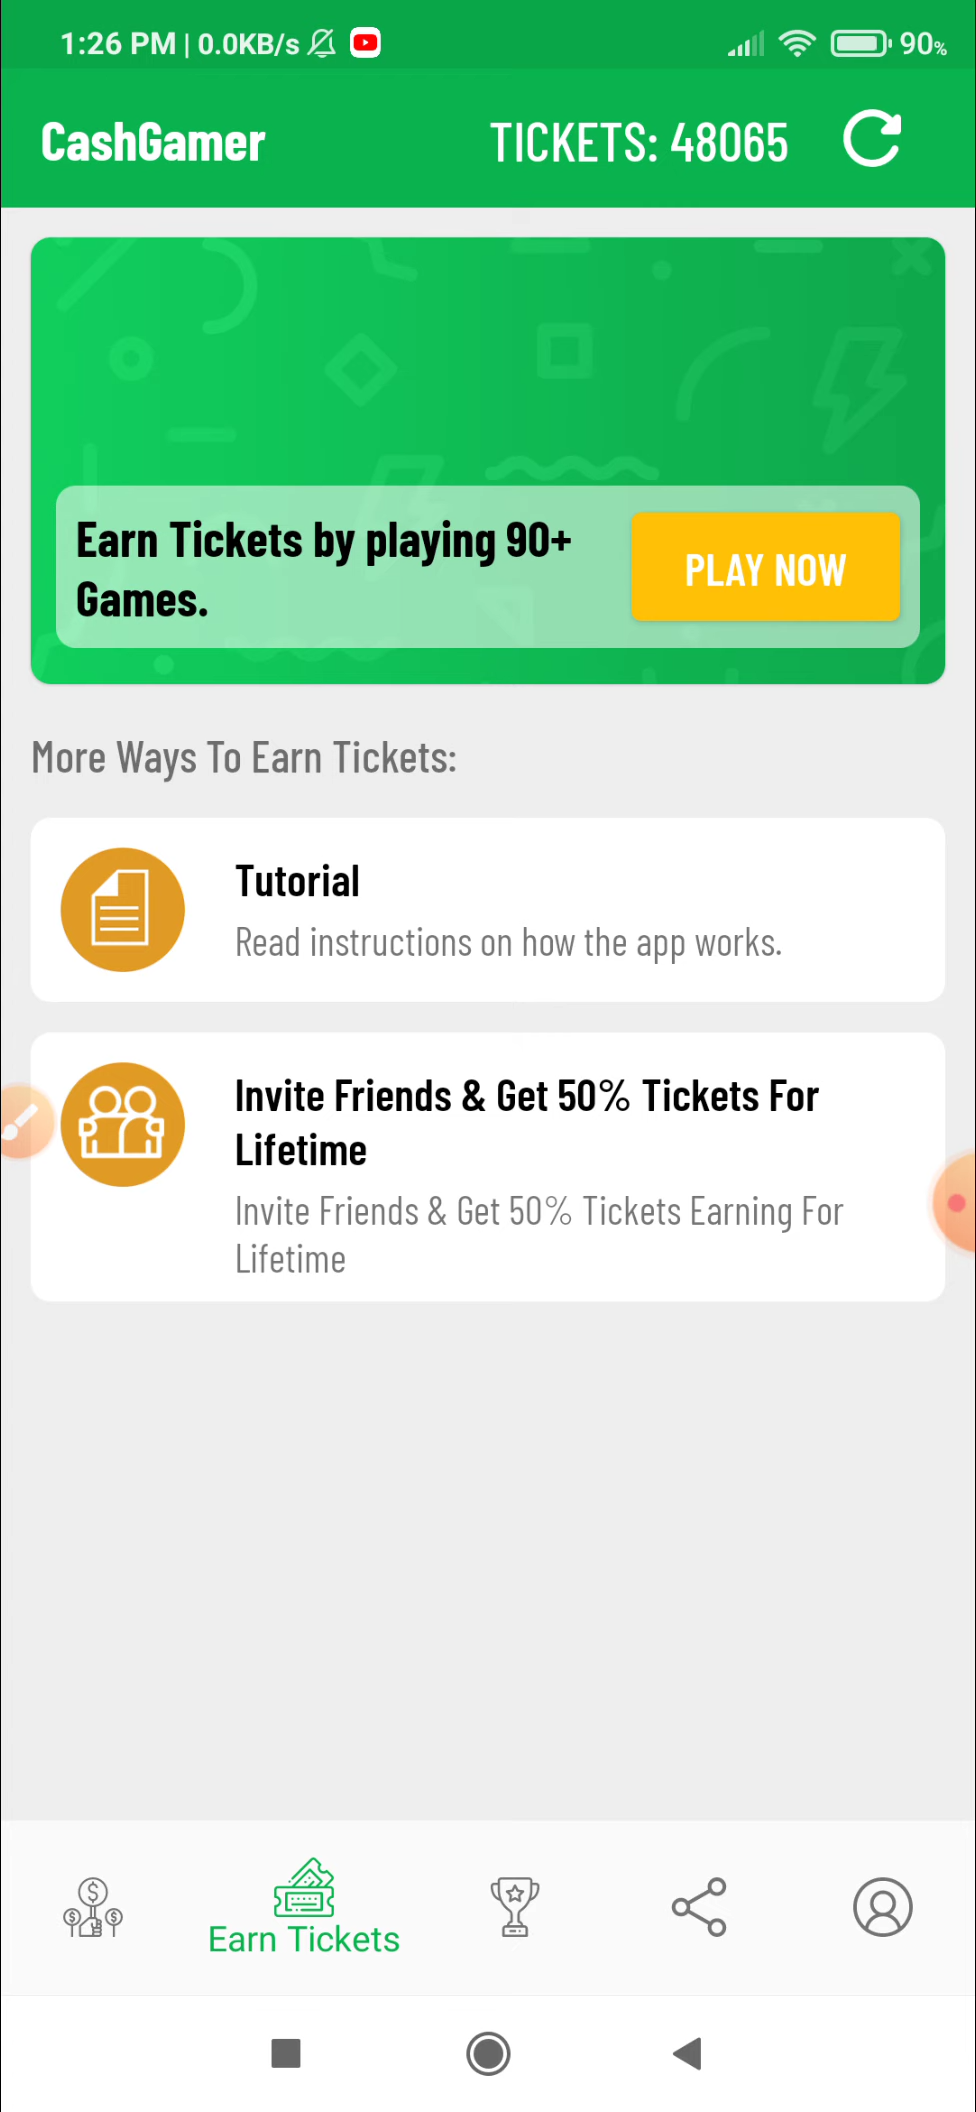 1:26 PM | 0.0KB/s 90%
CashGamer TICKETS: 48065
Earn Tickets by playing 90+
Games.
PLAY NOW
More Ways To Earn Tickets:
Tutorial
Read instructions on how the app works.
Invite Friends & Get 50% Tickets For
Lifetime
Invite Friends & Get 50% Tickets Earning For
Lifetime
Earn Tickets